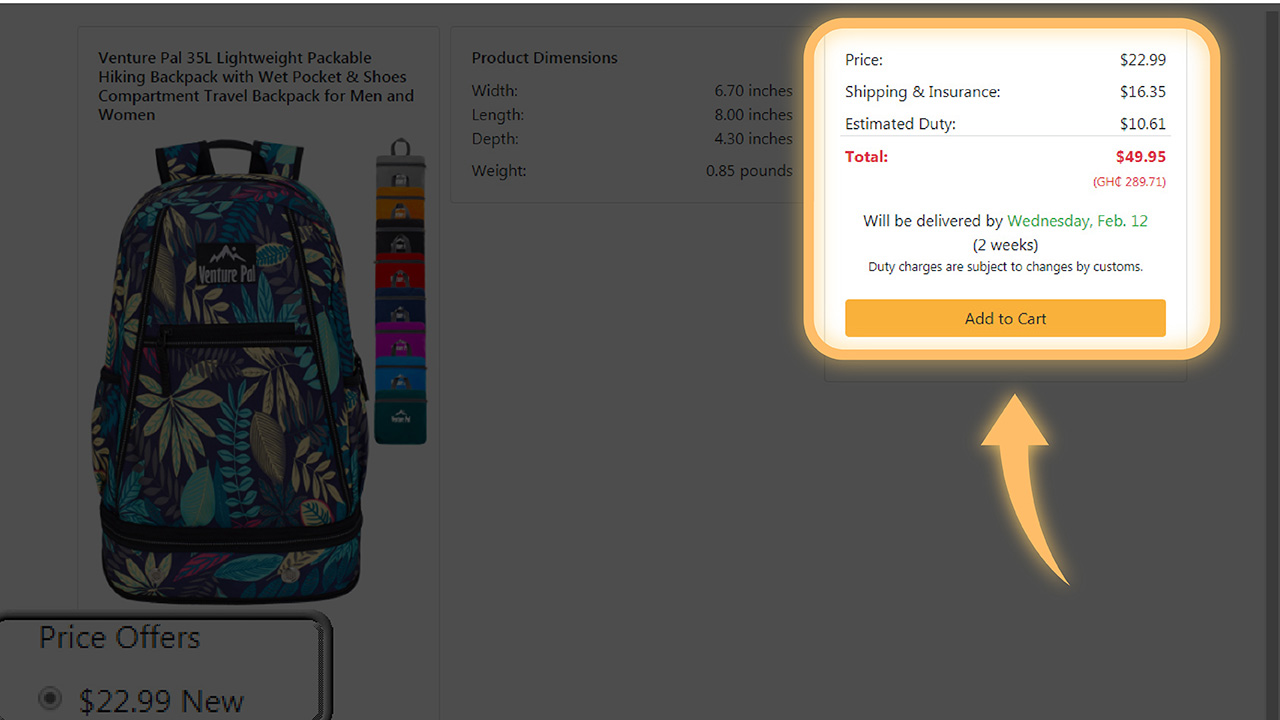 Venture Pal 35L Lightweight Packable
Hiking Backpack with Wet Pocket & Shoes
Compartment Travel Backpack for Men and
Women
Venture Pal
Venture Pal
Price Offers
$22.99 New
Product Dimensions
Width: 6.70 inches
Length: 8.00 inches
Depth: 4.30 inches
Weight: 0.85 pounds
Price: $22.99
Shipping & Insurance: $16.35
Estimated Duty: $10.61
Total: $49.95
(GH₵ 289.71)
Will be delivered by Wednesday, Feb. 12
(2 weeks)
Duty charges are subject to changes by customs.
Add to Cart